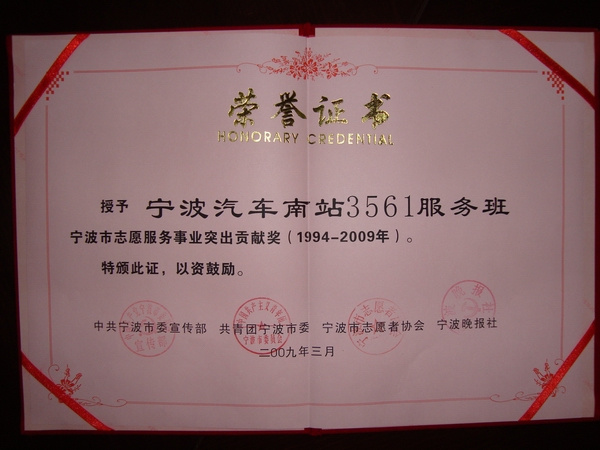 荣誉证书
HONORARY CREDENTIAL
授予 宁波汽车南站3561服务班
宁波市志愿服务事业突出贡献奖（1994-2009年）。
特颁此证，以资鼓励。
中共宁波市委宣传部 共青团宁波市委 宁波市志愿者协会 宁波晚报社
二00九年三月